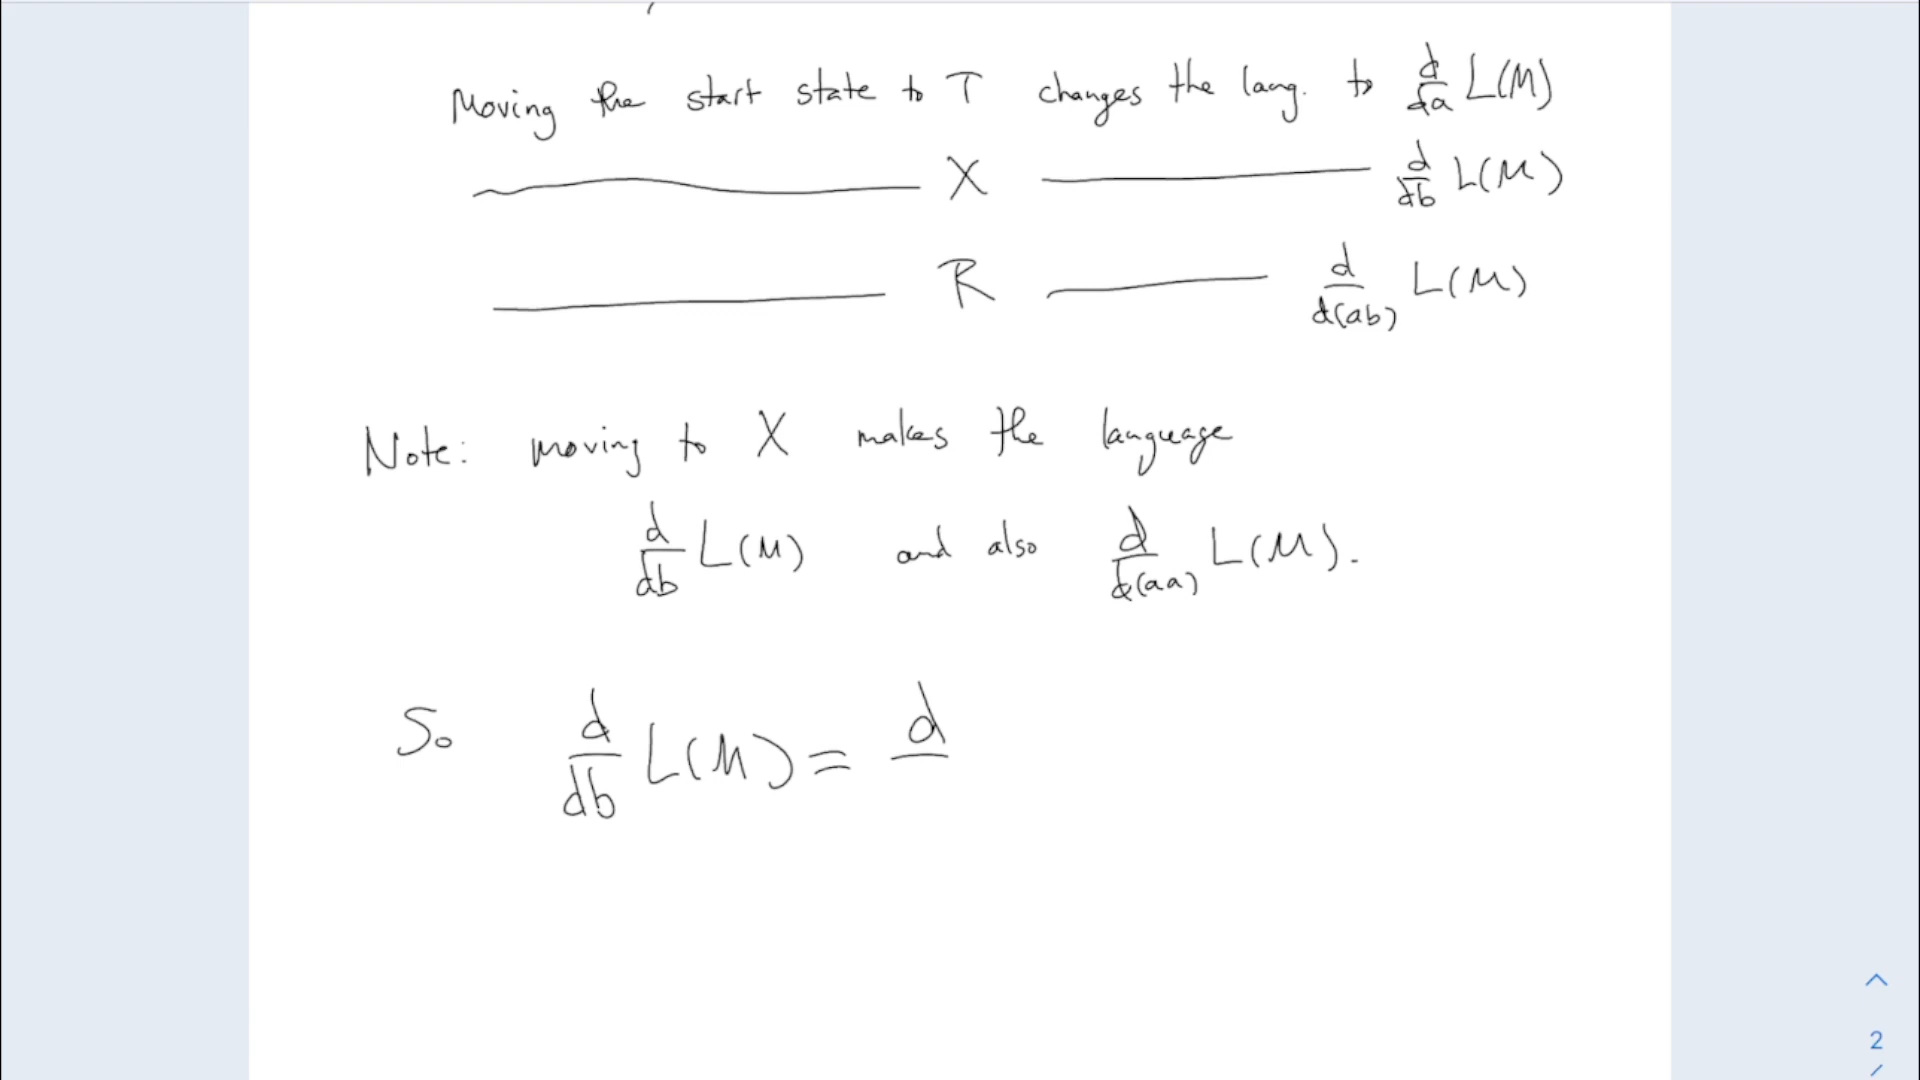 Moving the start state to T changes the lang. to d/da L(M)
X d/db L(M)
R d/d(ab) L(M)
Note: moving to X makes the language
d/db L(M) and also d/d(aa) L(M).
So d/db L(M) = d
2